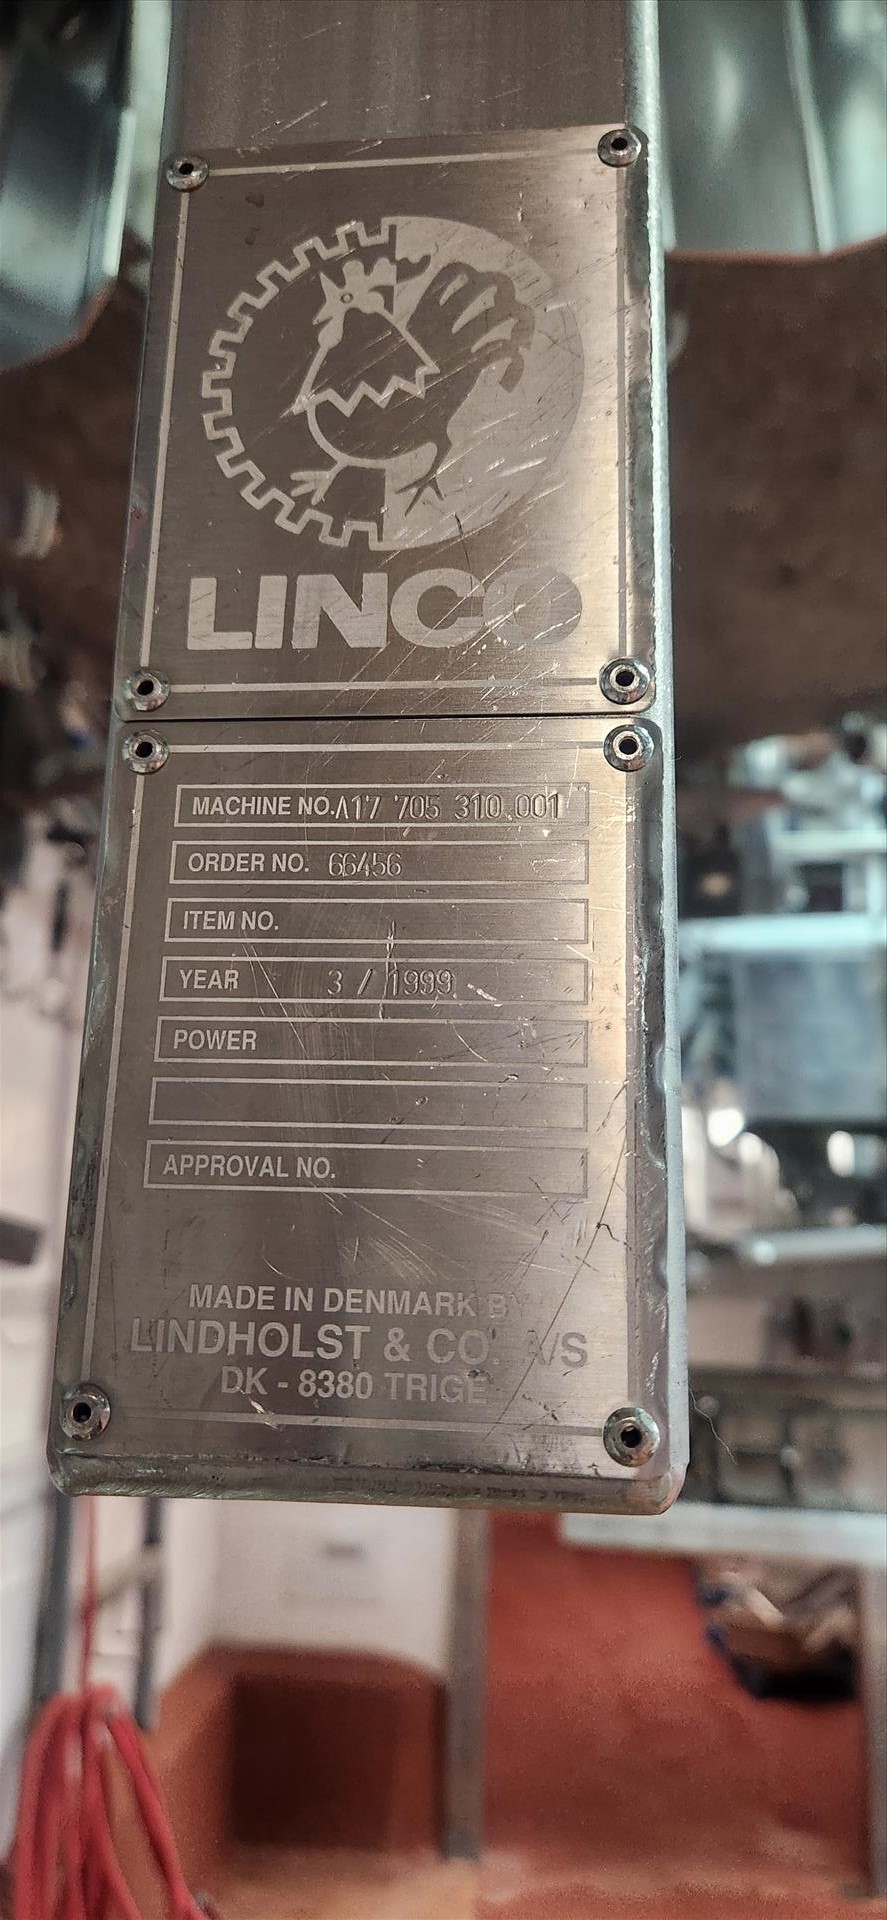 LINCO
MACHINE NO. A17 705 310.001
ORDER NO. 66456
ITEM NO.
YEAR 3 / 1999
POWER
APPROVAL NO.
MADE IN DENMARK BY
LINDHOLST & CO. A/S
DK - 8380 TRIGE